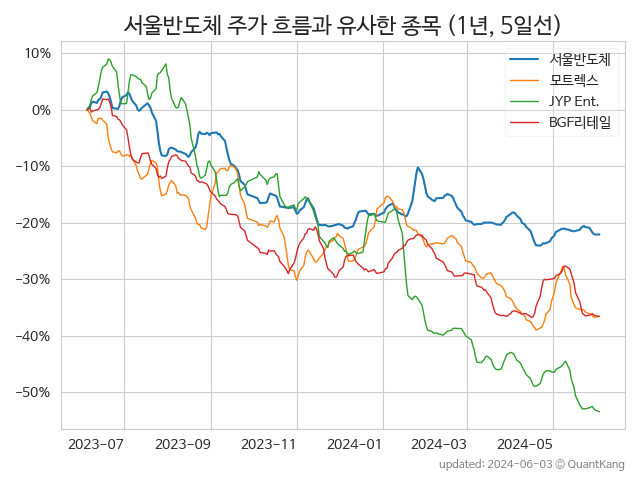 서울반도체 주가 흐름과 유사한 종목 (1년, 5일선)
서울반도체
모트렉스
JYP Ent.
BGF리테일
10%
0%
−10%
−20%
−30%
−40%
−50%
2023-07
2023-09
2023-11
2024-01
2024-03
2024-05
updated: 2024-06-03 ⓒ QuantKang